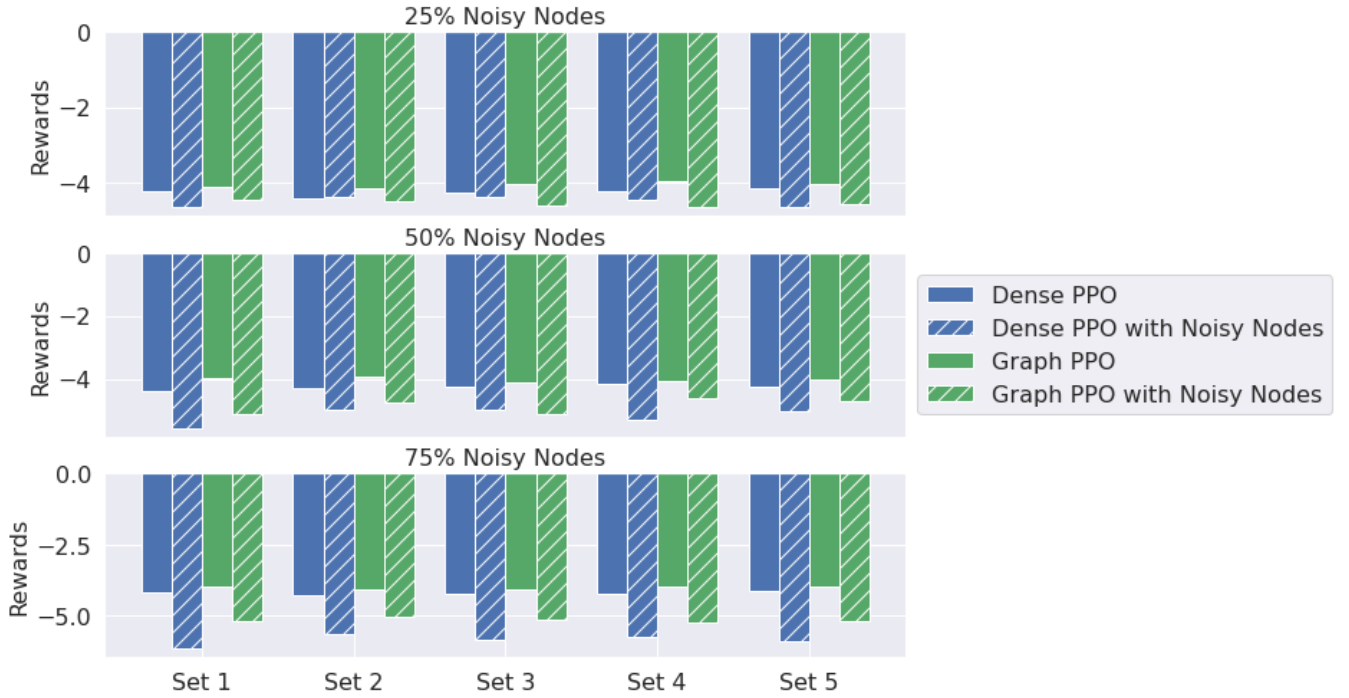 25% Noisy Nodes
0
−2
−4
Rewards
50% Noisy Nodes
0
−2
−4
Rewards
Dense PPO
Dense PPO with Noisy Nodes
Graph PPO
Graph PPO with Noisy Nodes
75% Noisy Nodes
0.0
−2.5
−5.0
Rewards
Set 1 Set 2 Set 3 Set 4 Set 5